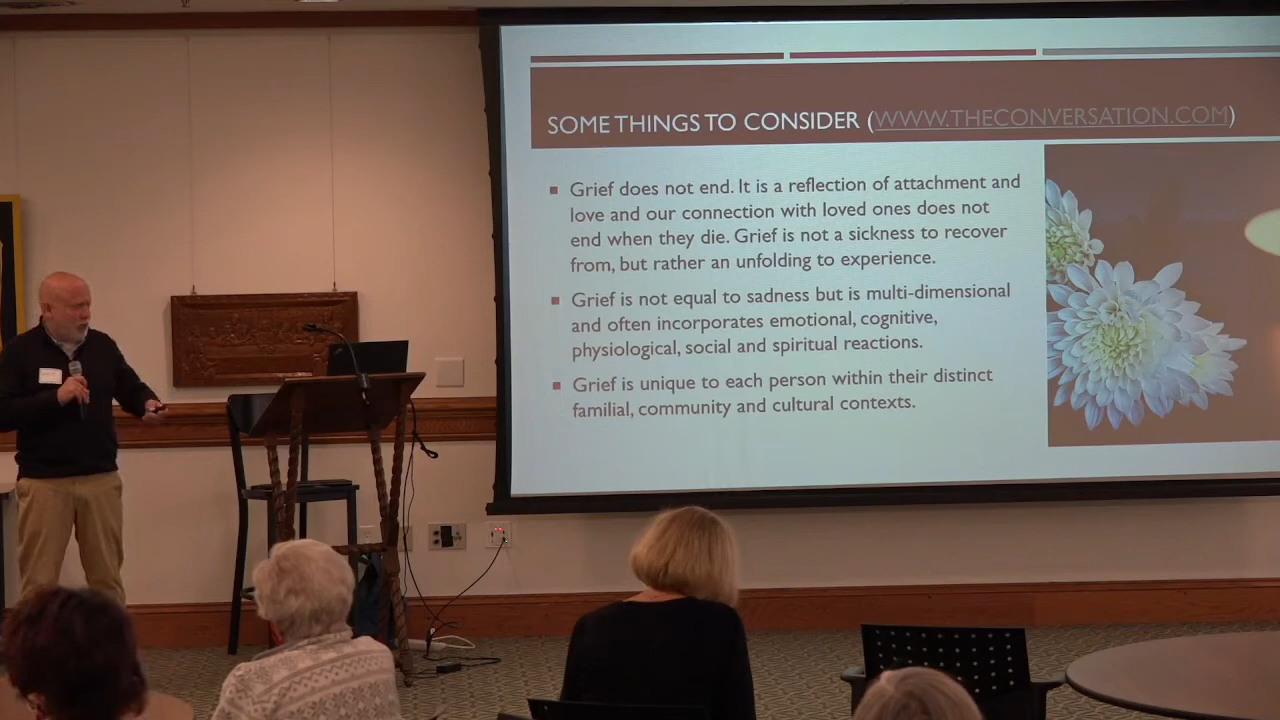 SOME THINGS TO CONSIDER (WWW.THECONVERSATION.COM)
Grief does not end. It is a reflection of attachment and
love and our connection with loved ones does not
end when they die. Grief is not a sickness to recover
from, but rather an unfolding to experience.
Grief is not equal to sadness but is multi-dimensional
and often incorporates emotional, cognitive,
physiological, social and spiritual reactions.
Grief is unique to each person within their distinct
familial, community and cultural contexts.